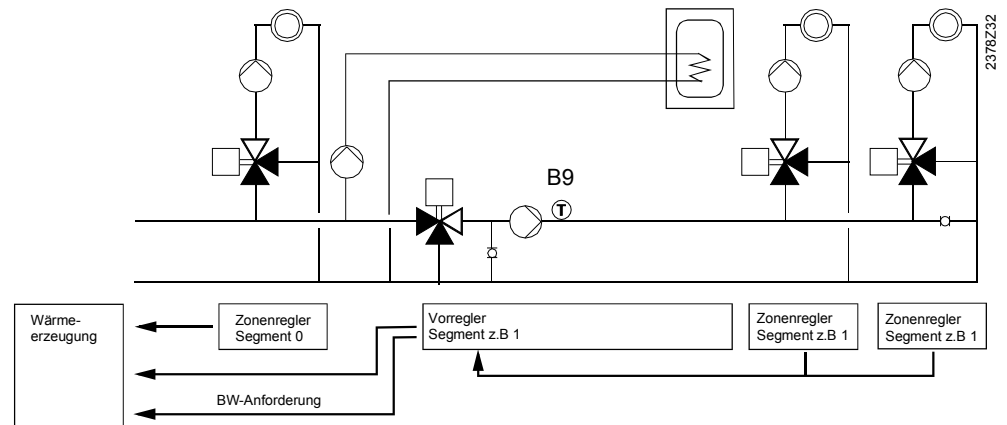 2378Z32
B9
T
Wärme-
erzeugung
Zonenregler
Segment 0
Vorregler
Segment z.B 1
Zonenregler
Segment z.B 1
Zonenregler
Segment z.B 1
BW-Anforderung